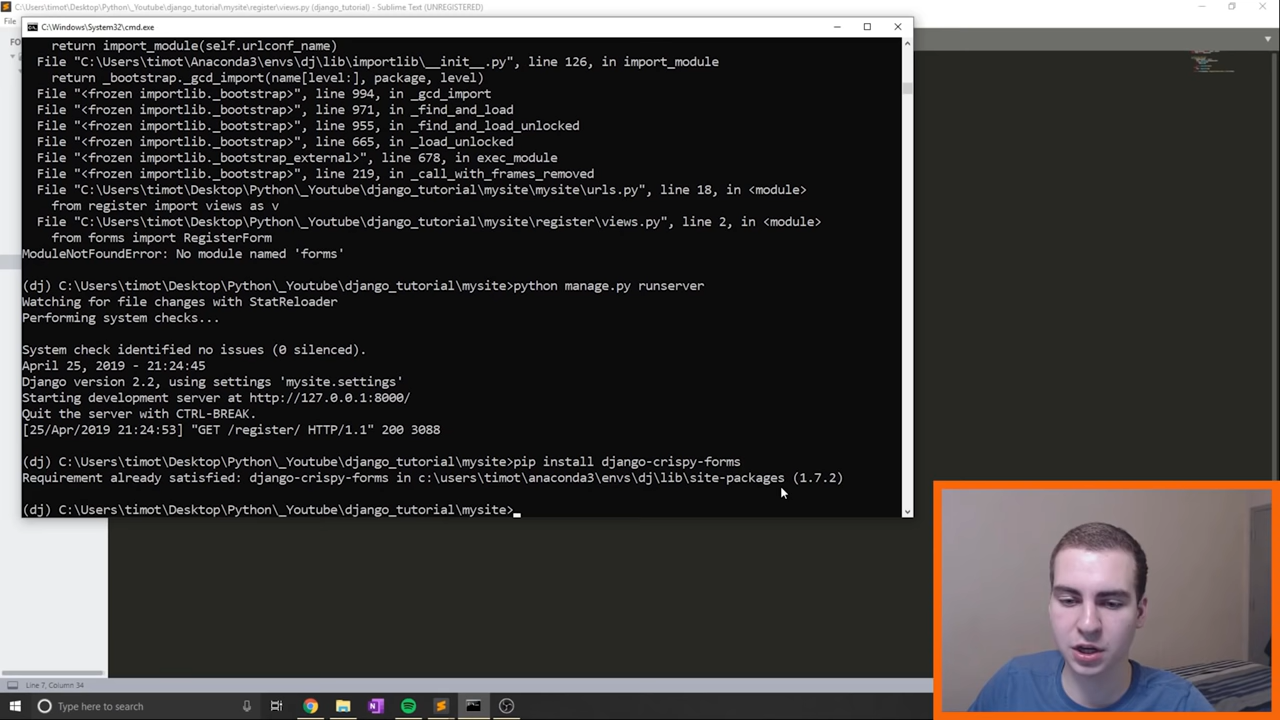 C:\Users\timot\Desktop\Python\_Youtube\django_tutorial\mysite\register\views.py (django_tutorial) - Sublime Text (UNREGISTERED)
File
C:\Windows\System32\cmd.exe
FO
return import_module(self.urlconf_name)
File "C:\Users\timot\Anaconda3\envs\dj\lib\importlib\__init__.py", line 126, in import_module
return _bootstrap._gcd_import(name[level:], package, level)
File "<frozen importlib._bootstrap>", line 994, in _gcd_import
File "<frozen importlib._bootstrap>", line 971, in _find_and_load
File "<frozen importlib._bootstrap>", line 955, in _find_and_load_unlocked
File "<frozen importlib._bootstrap>", line 665, in _load_unlocked
File "<frozen importlib._bootstrap_external>", line 678, in exec_module
File "<frozen importlib._bootstrap>", line 219, in _call_with_frames_removed
File "C:\Users\timot\Desktop\Python\_Youtube\django_tutorial\mysite\mysite\urls.py", line 18, in <module>
from register import views as v
File "C:\Users\timot\Desktop\Python\_Youtube\django_tutorial\mysite\register\views.py", line 2, in <module>
from forms import RegisterForm
ModuleNotFoundError: No module named 'forms'
(dj) C:\Users\timot\Desktop\Python\_Youtube\django_tutorial\mysite>python manage.py runserver
Watching for file changes with StatReloader
Performing system checks...
System check identified no issues (0 silenced).
April 25, 2019 - 21:24:45
Django version 2.2, using settings 'mysite.settings'
Starting development server at http://127.0.0.1:8000/
Quit the server with CTRL-BREAK.
[25/Apr/2019 21:24:53] "GET /register/ HTTP/1.1" 200 3088
(dj) C:\Users\timot\Desktop\Python\_Youtube\django_tutorial\mysite>pip install django-crispy-forms
Requirement already satisfied: django-crispy-forms in c:\users\timot\anaconda3\envs\dj\lib\site-packages (1.7.2)
(dj) C:\Users\timot\Desktop\Python\_Youtube\django_tutorial\mysite>
Line 7, Column 34
Type here to search